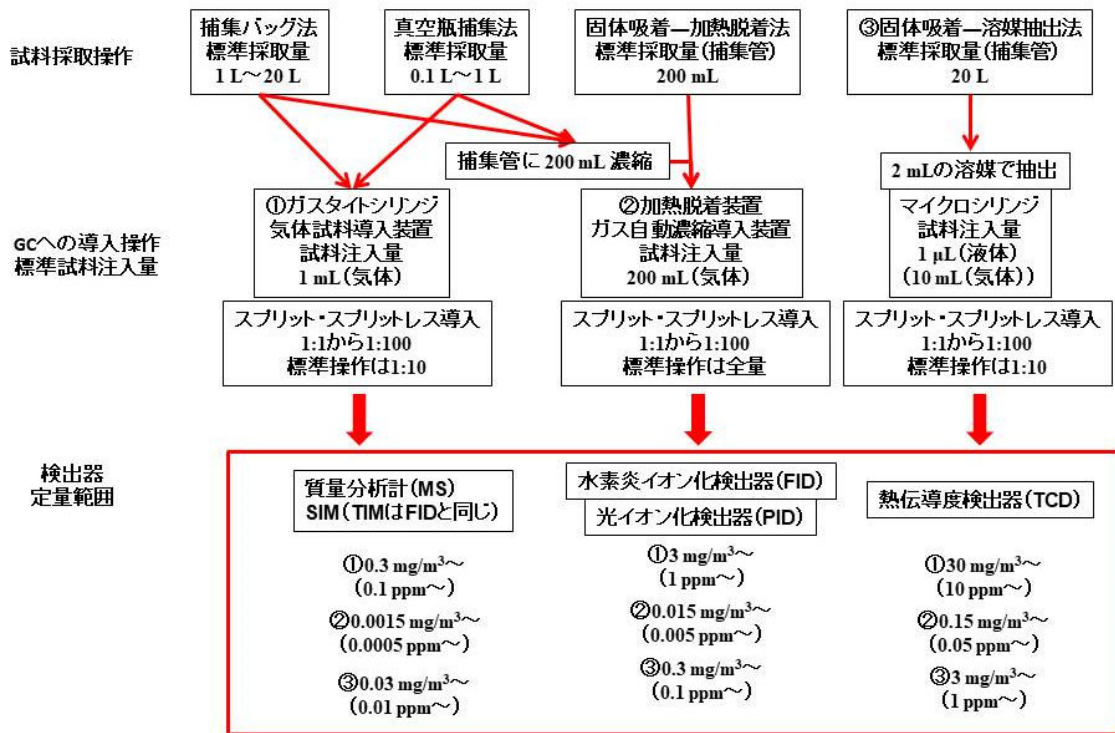 試料採取操作
捕集バッグ法
標準採取量
1 L~20 L
真空瓶捕集法
標準採取量
0.1 L~1 L
固体吸着―加熱脱着法
標準採取量(捕集管)
200 mL
③固体吸着―溶媒抽出法
標準採取量(捕集管)
20 L
捕集管に 200 mL 濃縮
2 mLの溶媒で抽出
GCへの導入操作
標準試料注入量
①ガスタイトシリンジ
気体試料導入装置
試料注入量
1 mL(気体)
②加熱脱着装置
ガス自動濃縮導入装置
試料注入量
200 mL(気体)
マイクロシリンジ
試料注入量
1 μL(液体)
(10 mL(気体))
スプリット・スプリットレス導入
1:1から1:100
標準操作は1:10
スプリット・スプリットレス導入
1:1から1:100
標準操作は全量
スプリット・スプリットレス導入
1:1から1:100
標準操作は1:10
検出器
定量範囲
質量分析計(MS)
SIM(TIMはFIDと同じ)
①0.3 mg/m³~
(0.1 ppm~)
②0.0015 mg/m³~
(0.0005 ppm~)
③0.03 mg/m³~
(0.01 ppm~)
水素炎イオン化検出器(FID)
光イオン化検出器(PID)
①3 mg/m³~
(1 ppm~)
②0.015 mg/m³~
(0.005 ppm~)
③0.3 mg/m³~
(0.1 ppm~)
熱伝導度検出器(TCD)
①30 mg/m³~
(10 ppm~)
②0.15 mg/m³~
(0.05 ppm~)
③3 mg/m³~
(1 ppm~)